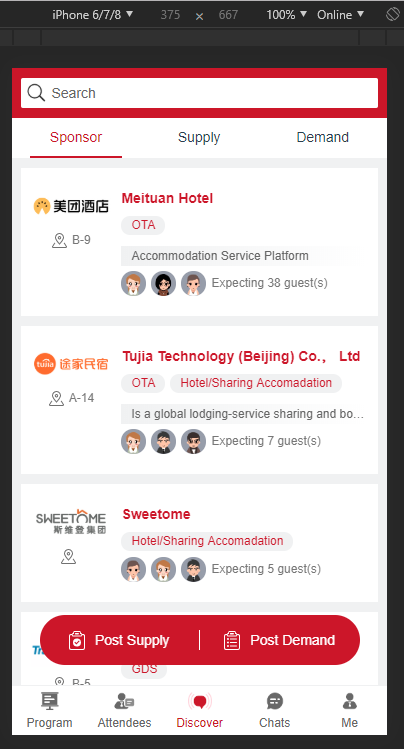 iPhone 6/7/8 ▼ 375 × 667 100% ▼ Online ▼
Search
Sponsor Supply Demand
美团酒店
B-9
Meituan Hotel
OTA
Accommodation Service Platform
Expecting 38 guest(s)
tujia 途家民宿
A-14
Tujia Technology (Beijing) Co.， Ltd
OTA Hotel/Sharing Accomadation
Is a global lodging-service sharing and bo...
Expecting 7 guest(s)
SWEETOME
斯维登集团
Sweetome
Hotel/Sharing Accomadation
Expecting 5 guest(s)
Post Supply Post Demand
B-5
GDS
Program Attendees Discover Chats Me